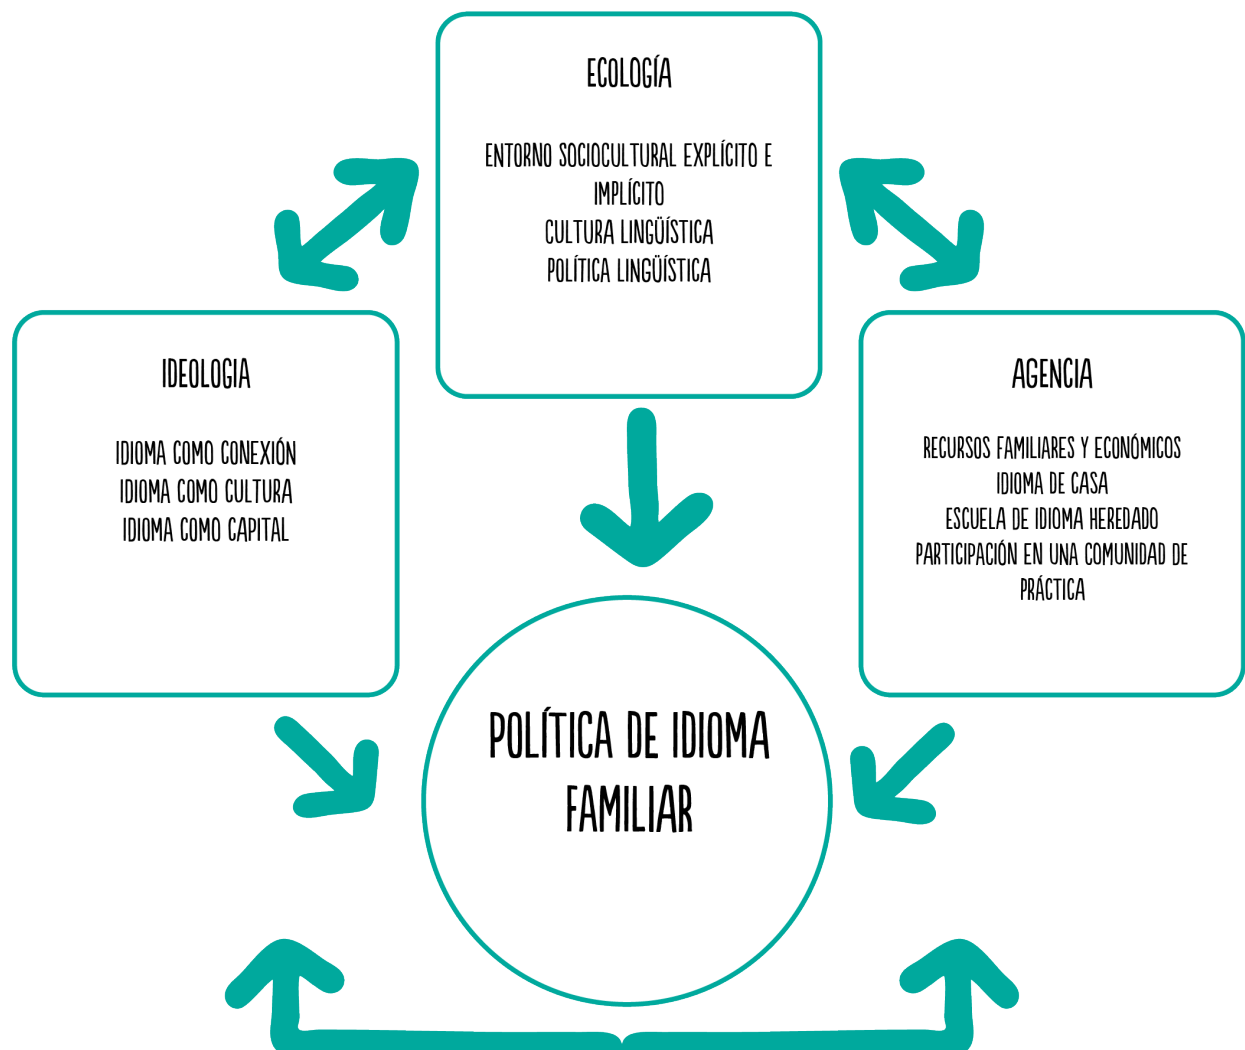 ECOLOGÍA
ENTORNO SOCIOCULTURAL EXPLÍCITO E
IMPLÍCITO
CULTURA LINGÜÍSTICA
POLÍTICA LINGÜÍSTICA
IDEOLOGIA
IDIOMA COMO CONEXIÓN
IDIOMA COMO CULTURA
IDIOMA COMO CAPITAL
AGENCIA
RECURSOS FAMILIARES Y ECONÓMICOS
IDIOMA DE CASA
ESCUELA DE IDIOMA HEREDADO
PARTICIPACIÓN EN UNA COMUNIDAD DE
PRÁCTICA
POLÍTICA DE IDIOMA
FAMILIAR